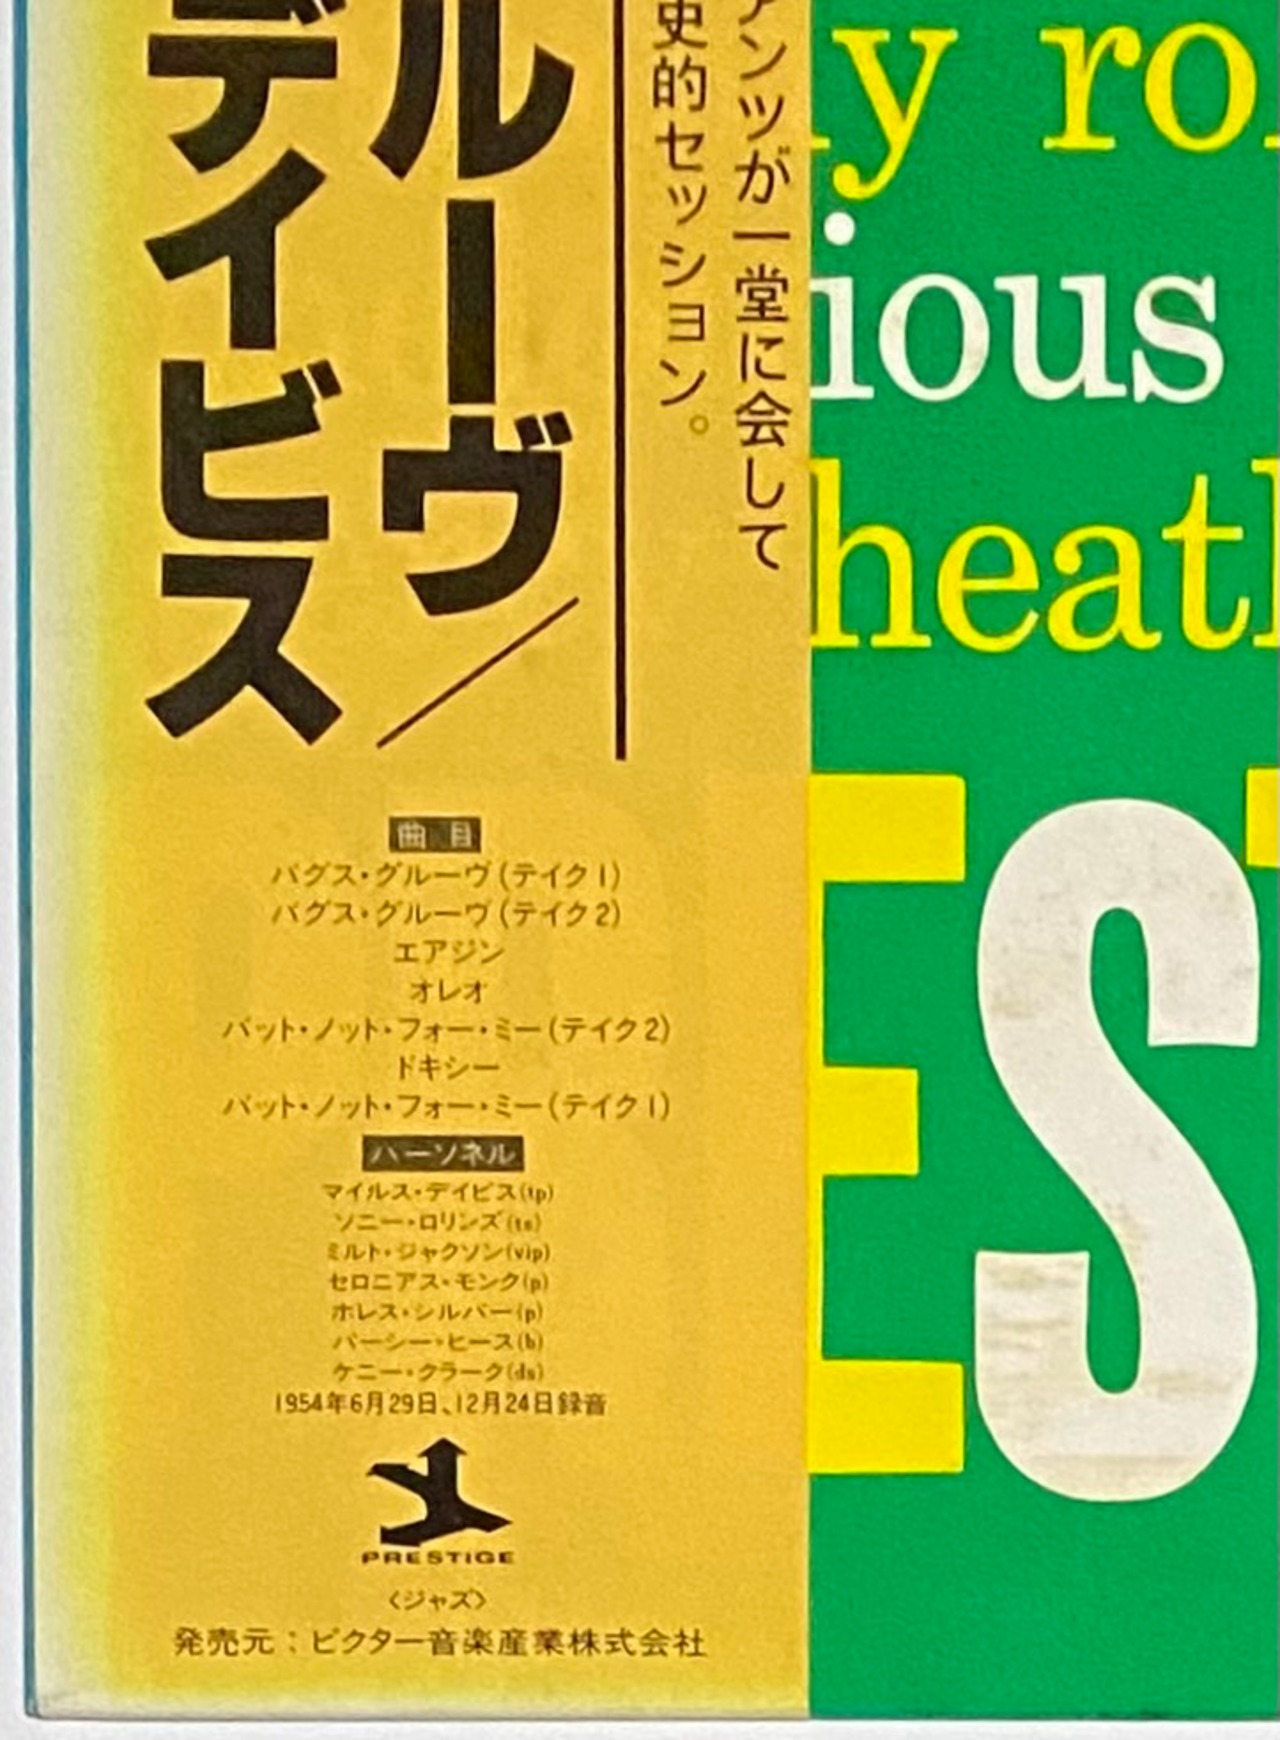 アンツが一堂に会して
史的セッション。
ルーヴ／
デイビス
曲目
バグス・グルーヴ(テイク1)
バグス・グルーヴ(テイク2)
エアジン
オレオ
バット・ノット・フォー・ミー(テイク2)
ドキシー
バット・ノット・フォー・ミー(テイク1)
パーソネル
マイルス・デイビス(tp)
ソニー・ロリンズ(ts)
ミルト・ジャクソン(vip)
セロニアス・モンク(p)
ホレス・シルバー(p)
パーシー・ヒース(b)
ケニー・クラーク(ds)
1954年6月29日、12月24日録音
PRESTIGE
〈ジャズ〉
発売元：ビクター音楽産業株式会社
y ro
ious
heath
ES